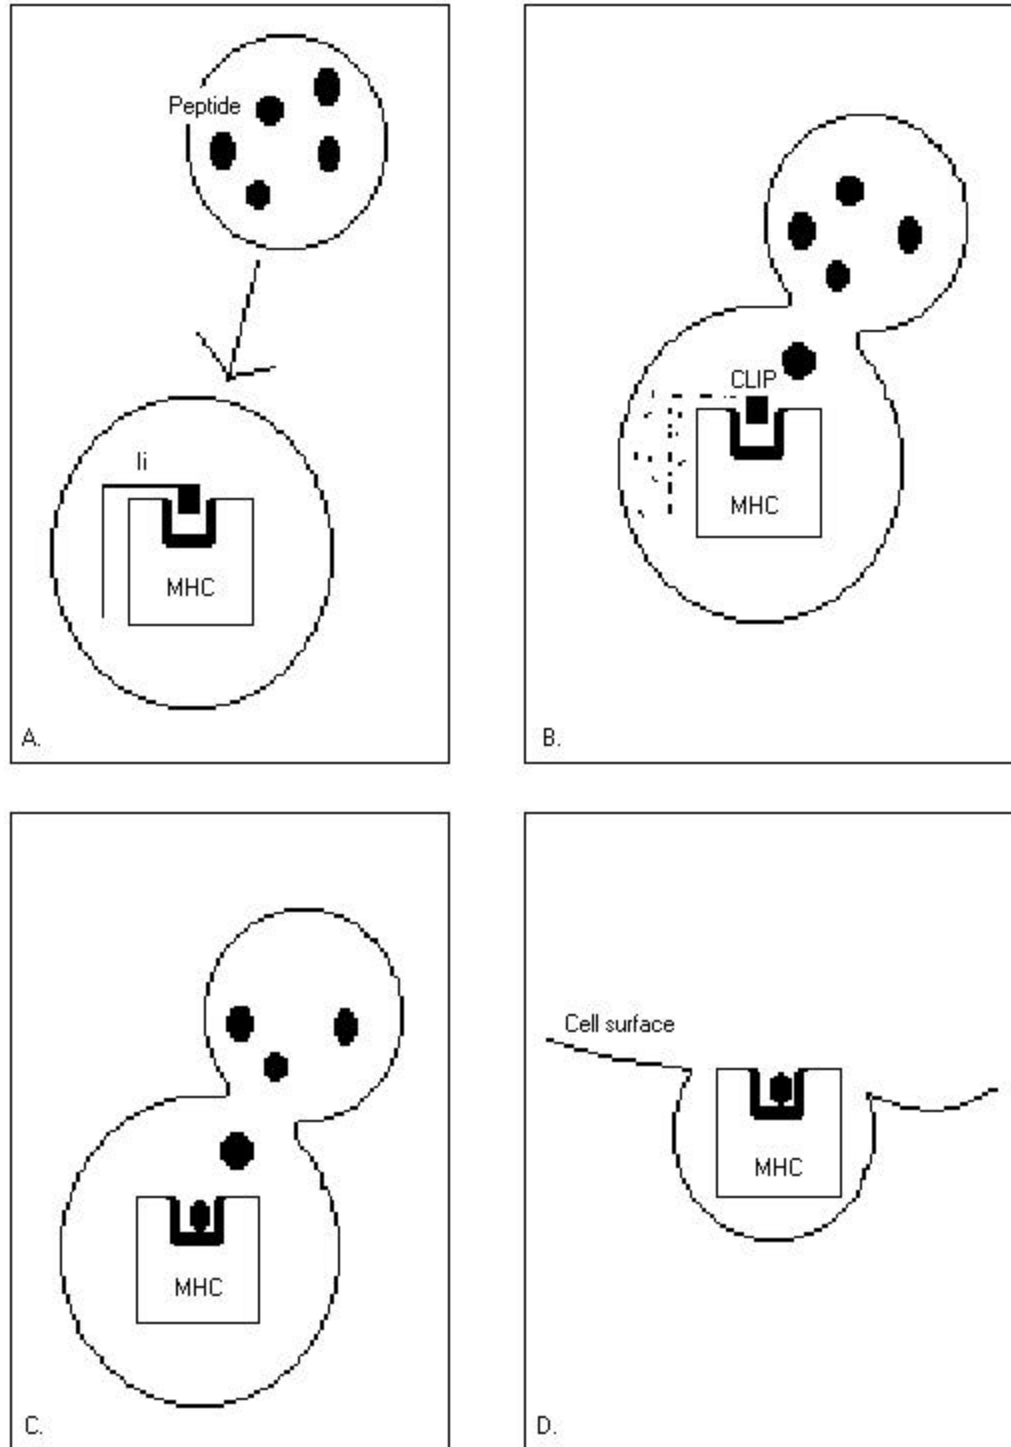 Peptide
Ii
MHC
A.
CLIP
MHC
B.
MHC
C.
Cell surface
MHC
D.